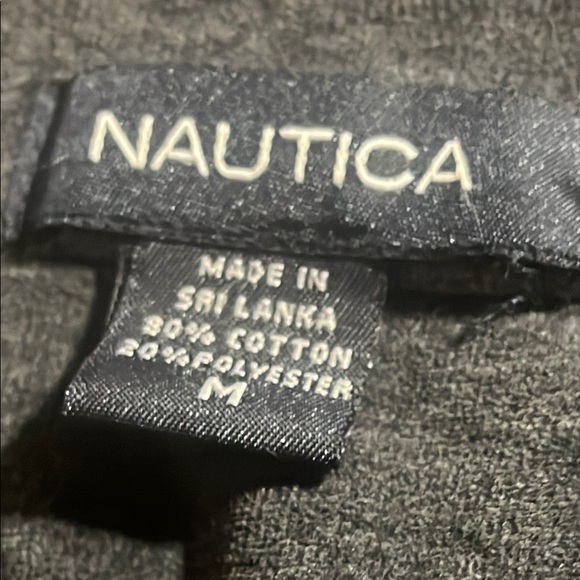 NAUTICA
MADE IN
SRI LANKA
80% COTTON
20% POLYESTER
M